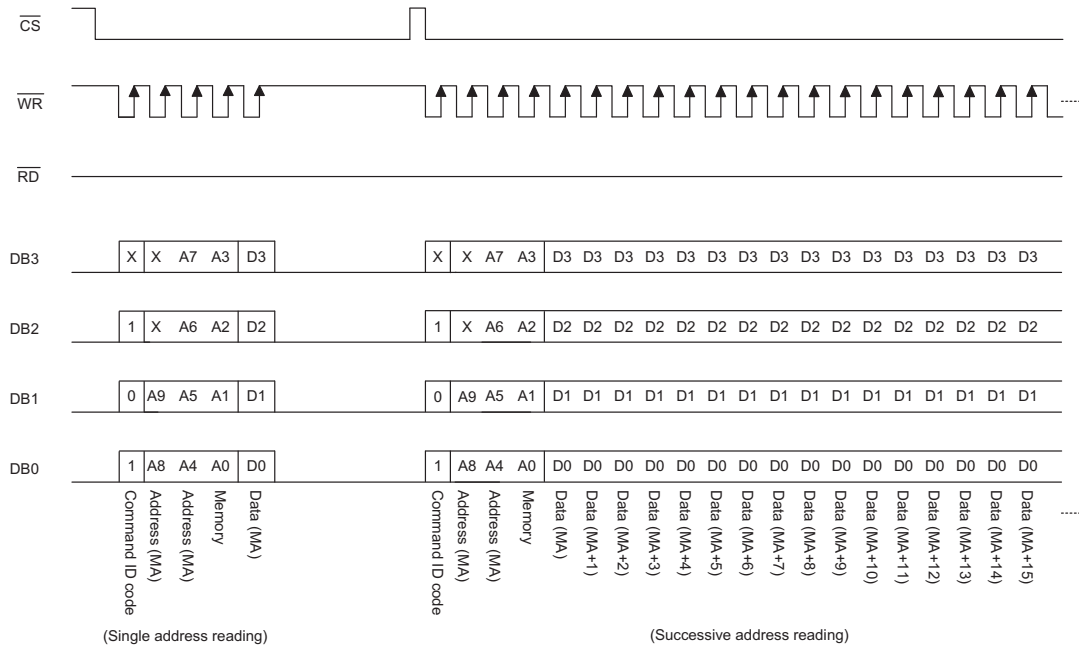 CS
WR
RD
DB3
X X A7 A3 D3
X X A7 A3 D3 D3 D3 D3 D3 D3 D3 D3 D3 D3 D3 D3 D3 D3 D3 D3
DB2
1 X A6 A2 D2
1 X A6 A2 D2 D2 D2 D2 D2 D2 D2 D2 D2 D2 D2 D2 D2 D2 D2 D2
DB1
0 A9 A5 A1 D1
0 A9 A5 A1 D1 D1 D1 D1 D1 D1 D1 D1 D1 D1 D1 D1 D1 D1 D1 D1
DB0
1 A8 A4 A0 D0
1 A8 A4 A0 D0 D0 D0 D0 D0 D0 D0 D0 D0 D0 D0 D0 D0 D0 D0 D0
Command ID code
Address (MA)
Address (MA)
Memory
Data (MA)
Command ID code
Address (MA)
Address (MA)
Memory
Data (MA)
Data (MA+1)
Data (MA+2)
Data (MA+3)
Data (MA+4)
Data (MA+5)
Data (MA+6)
Data (MA+7)
Data (MA+8)
Data (MA+9)
Data (MA+10)
Data (MA+11)
Data (MA+12)
Data (MA+13)
Data (MA+14)
Data (MA+15)
(Single address reading)
(Successive address reading)